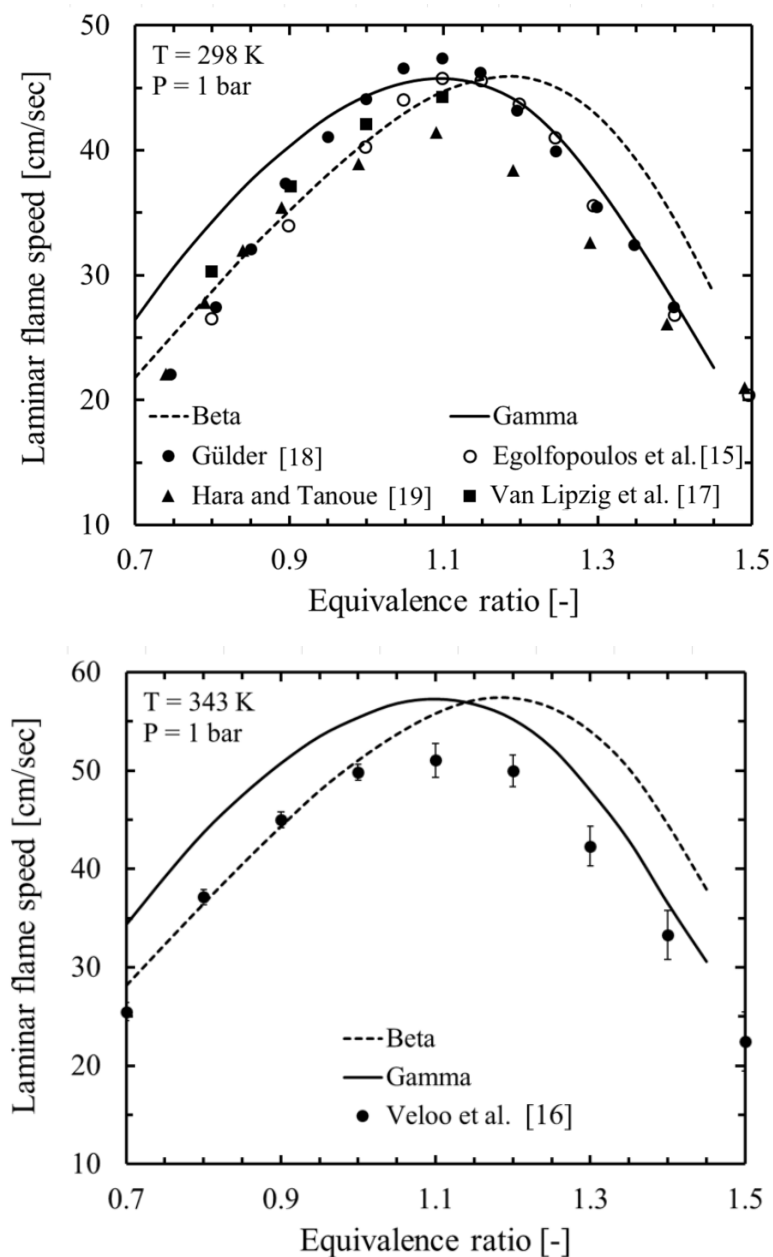 50
T = 298 K
P = 1 bar
40
30
20
10
Laminar flame speed [cm/sec]
Beta
Gamma
Gülder [18]
Egolfopoulos et al.[15]
Hara and Tanoue [19]
Van Lipzig et al. [17]
0.7
0.9
1.1
1.3
1.5
Equivalence ratio [-]
60
T = 343 K
P = 1 bar
50
40
30
20
10
Laminar flame speed [cm/sec]
Beta
Gamma
Veloo et al. [16]
0.7
0.9
1.1
1.3
1.5
Equivalence ratio [-]